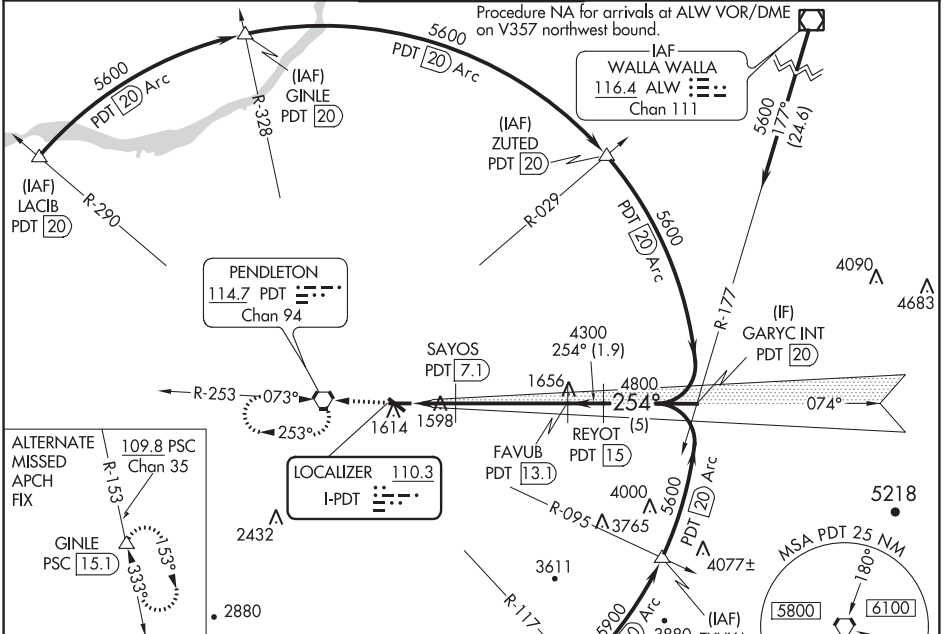 Procedure NA for arrivals at ALW VOR/DME
on V357 northwest bound.
IAF
WALLA WALLA
116.4 ALW
Chan 111
5600
177°
(24.6)
5600
PDT 20 Arc
5600
PDT 20 Arc
(IAF)
GINLE
PDT 20
R-328
(IAF)
ZUTED
PDT 20
R-029
5600
PDT 20 Arc
(IAF)
LACIB
PDT 20
R-290
PENDLETON
114.7 PDT
Chan 94
R-177
4090
4683
(IF)
GARYC INT
PDT 20
SAYOS
PDT 7.1
4300
254° (1.9)
1656
4800
254°
(5)
074°
R-253
073°
253°
1614
1598
FAVUB
PDT 13.1
REYOT
PDT 15
LOCALIZER 110.3
I-PDT
ALTERNATE
MISSED
APCH
FIX
109.8 PSC
Chan 35
R-153
GINLE
PSC 15.1
153°
333°
2432
2880
R-095
4000
3765
5600
PDT 20 Arc
4077±
3611
R-117
5900
Arc
3880
(IAF)
5218
MSA PDT 25 NM
180°
5800
6100